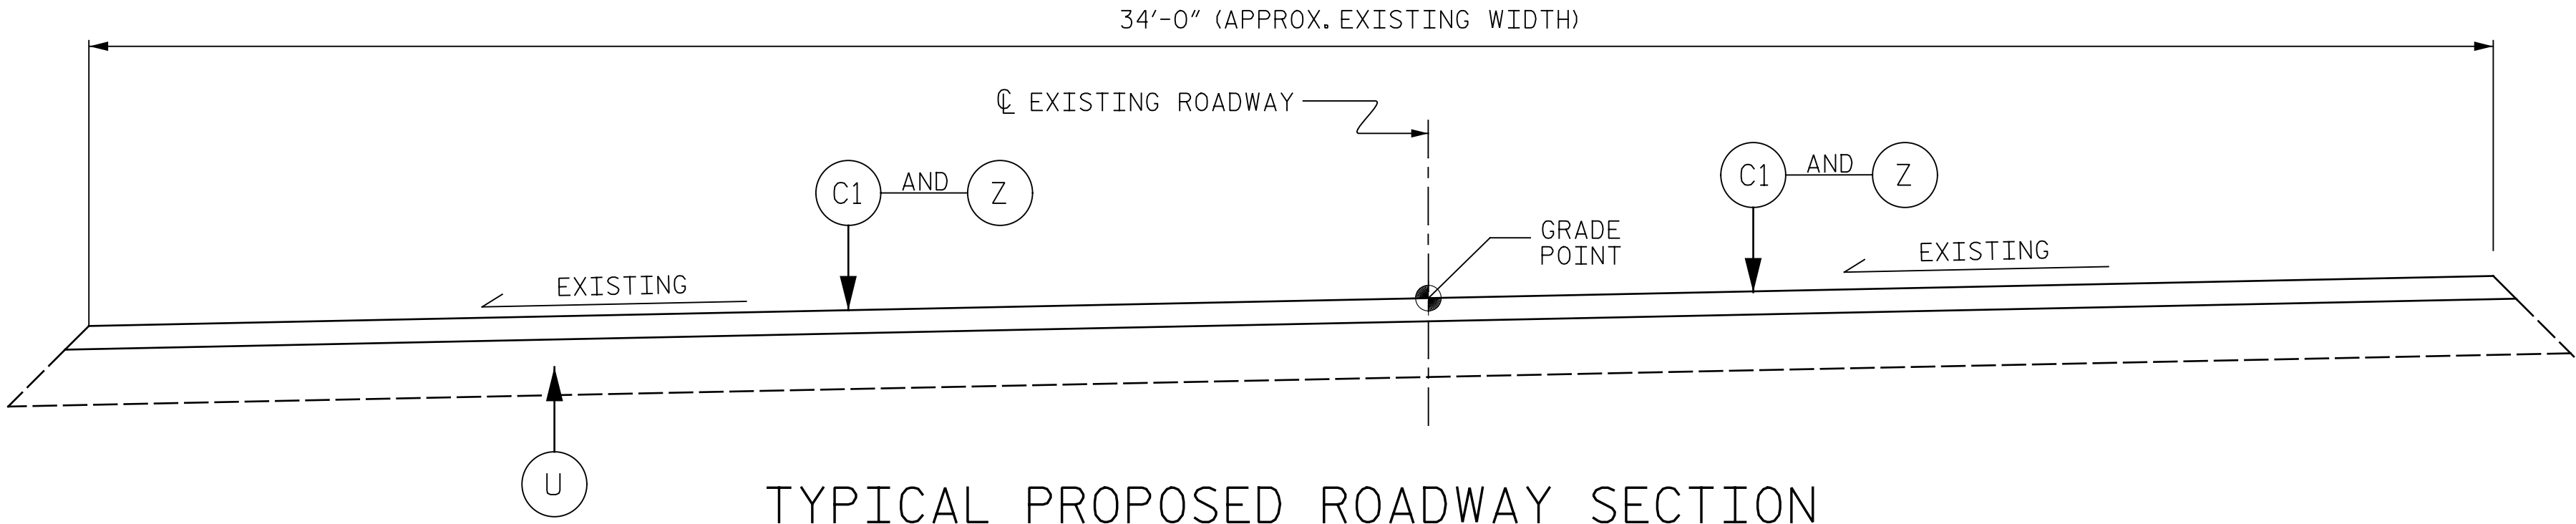 34'-0" (APPROX. EXISTING WIDTH)
℄ EXISTING ROADWAY
C1 AND Z
C1 AND Z
GRADE
POINT
EXISTING
EXISTING
U
TYPICAL PROPOSED ROADWAY SECTION